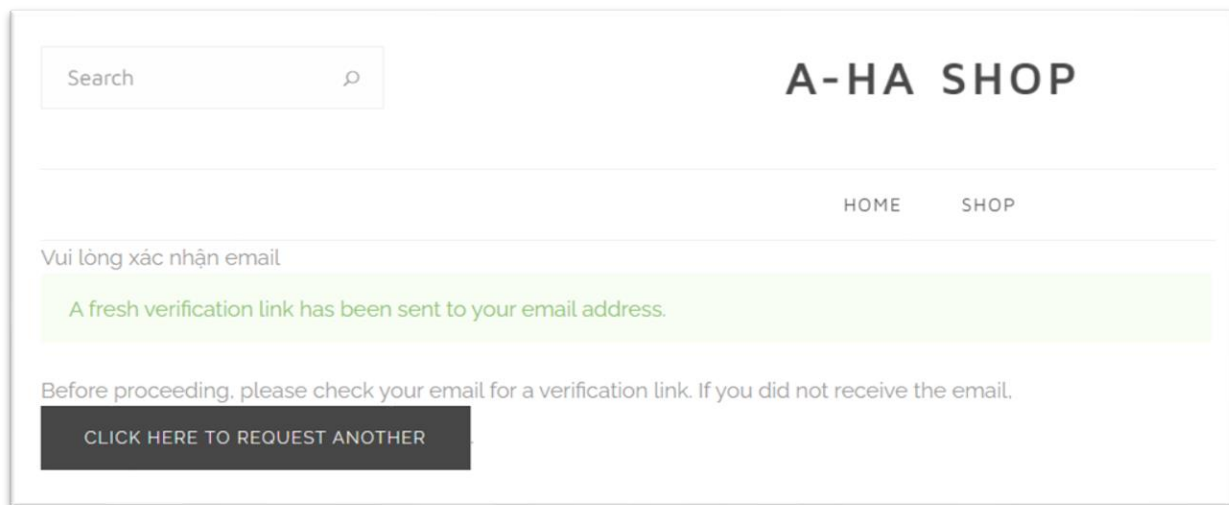 Search
A-HA SHOP
HOME SHOP
Vui lòng xác nhận email
A fresh verification link has been sent to your email address.
Before proceeding, please check your email for a verification link. If you did not receive the email,
CLICK HERE TO REQUEST ANOTHER.